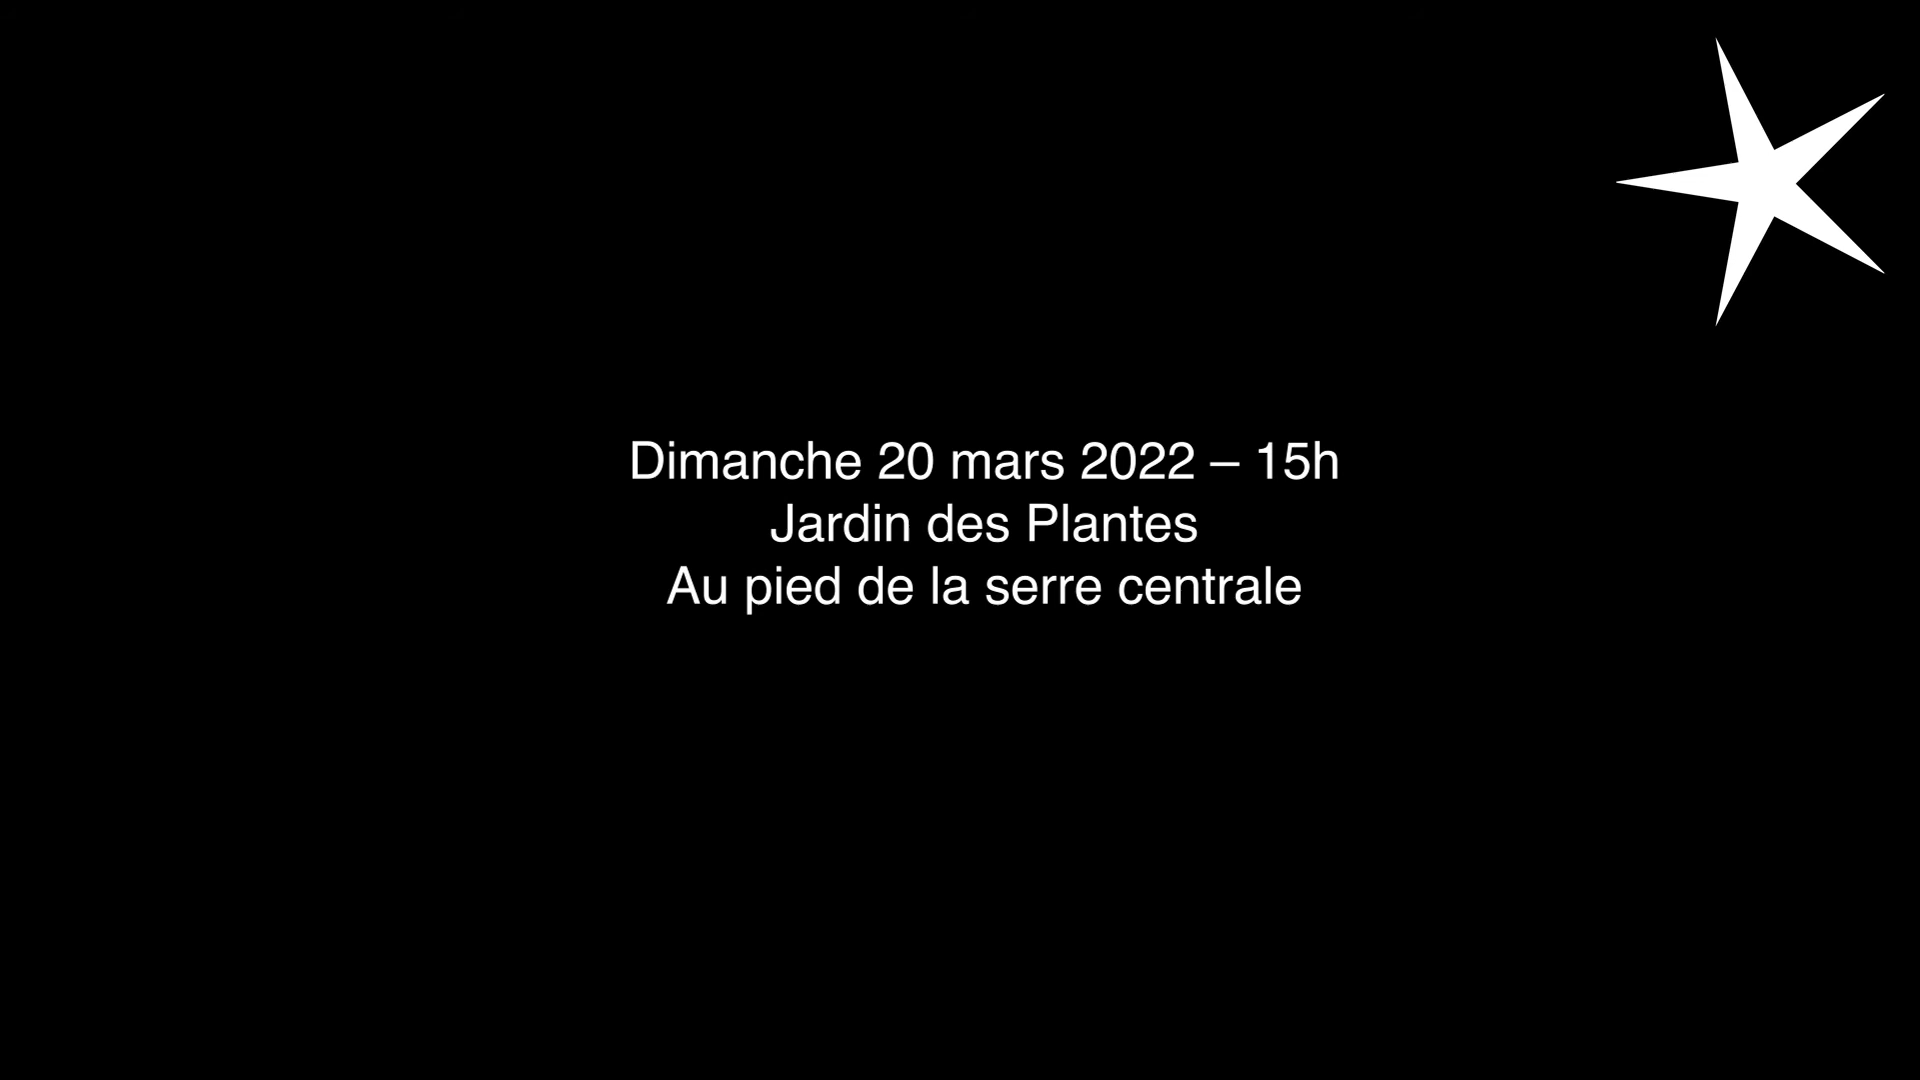 Dimanche 20 mars 2022 – 15h
Jardin des Plantes
Au pied de la serre centrale